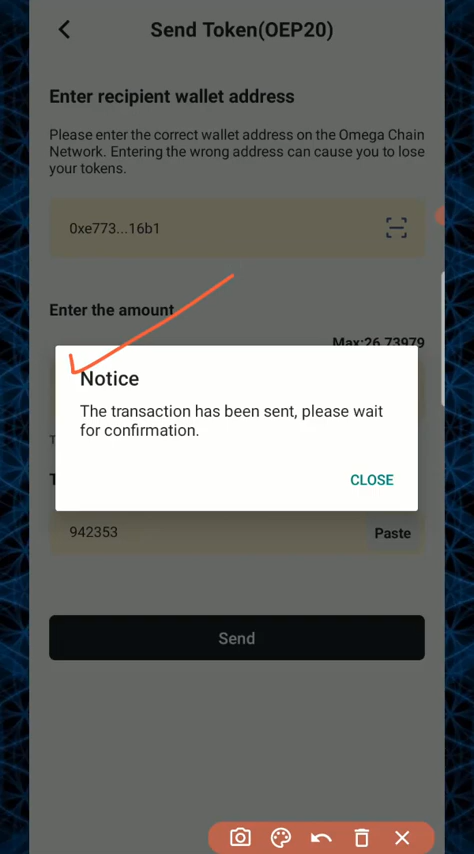 Send Token(OEP20)
Enter recipient wallet address
Please enter the correct wallet address on the Omega Chain
Network. Entering the wrong address can cause you to lose
your tokens.
0xe773...16b1
Enter the amount
Max:26.73979
Notice
The transaction has been sent, please wait
for confirmation.
CLOSE
942353
Paste
Send